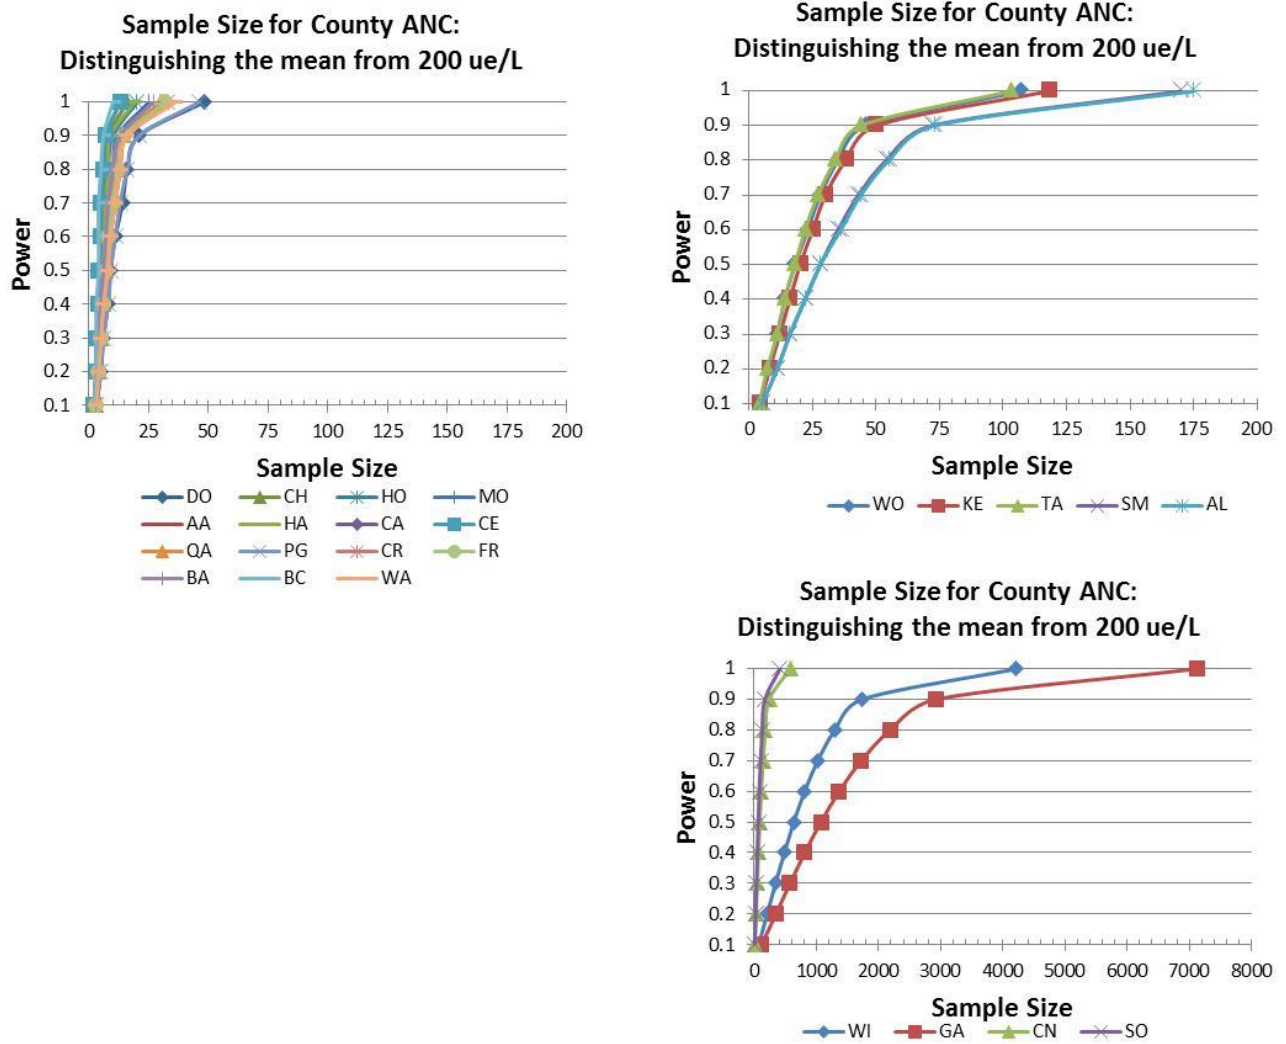 Sample Size for County ANC:
Distinguishing the mean from 200 ue/L
1
0.9
0.8
0.7
0.6
0.5
0.4
0.3
0.2
0.1
Power
0 25 50 75 100 125 150 175 200
Sample Size
DO CH HO MO
AA HA CA CE
QA PG CR FR
BA BC WA
Sample Size for County ANC:
Distinguishing the mean from 200 ue/L
1
0.9
0.8
0.7
0.6
0.5
0.4
0.3
0.2
0.1
Power
0 25 50 75 100 125 150 175 200
Sample Size
WO KE TA SM AL
Sample Size for County ANC:
Distinguishing the mean from 200 ue/L
1
0.9
0.8
0.7
0.6
0.5
0.4
0.3
0.2
0.1
Power
0 1000 2000 3000 4000 5000 6000 7000 8000
Sample Size
WI GA CN SO